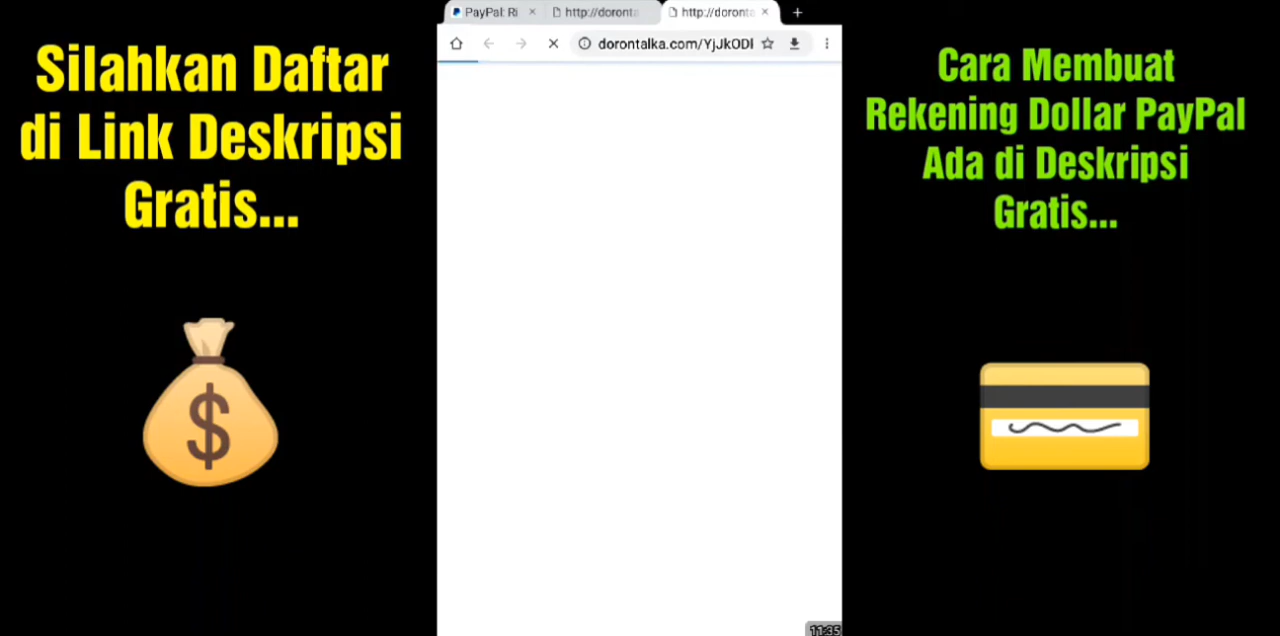 Silahkan Daftar
di Link Deskripsi
Gratis...
PayPal: Ri
http://doronta
http://doronta
dorontalka.com/YjJkODI
Cara Membuat
Rekening Dollar PayPal
Ada di Deskripsi
Gratis...
$
11:35